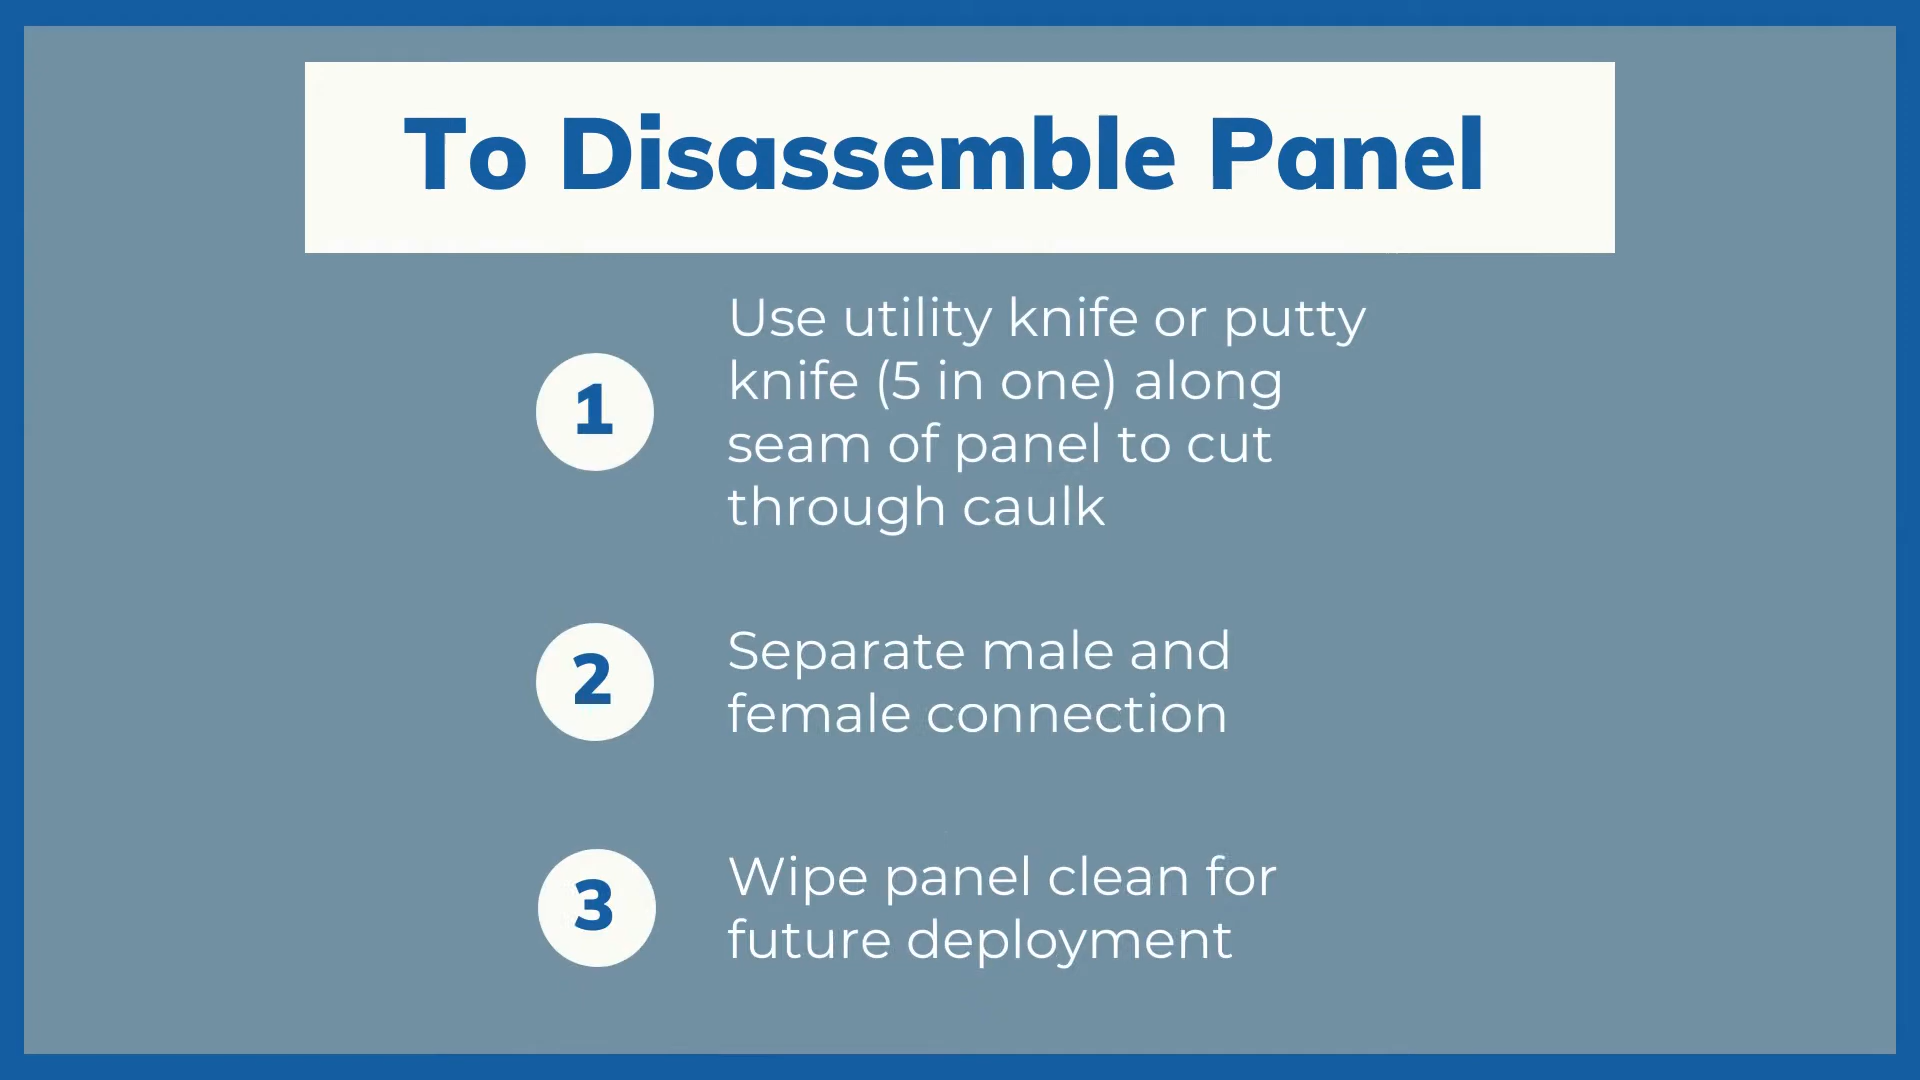 To Disassemble Panel
1
Use utility knife or putty
knife (5 in one) along
seam of panel to cut
through caulk
2
Separate male and
female connection
3
Wipe panel clean for
future deployment